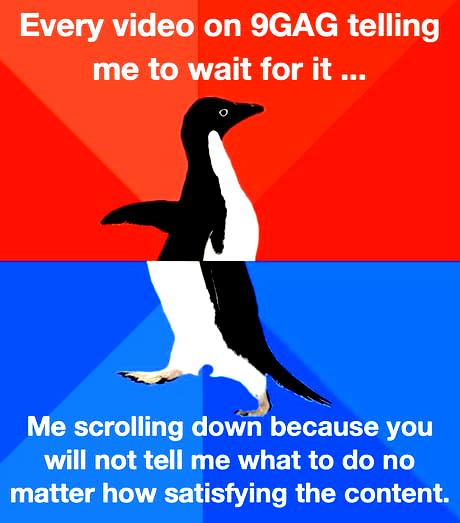 Every video on 9GAG telling
me to wait for it ...
Me scrolling down because you
will not tell me what to do no
matter how satisfying the content.